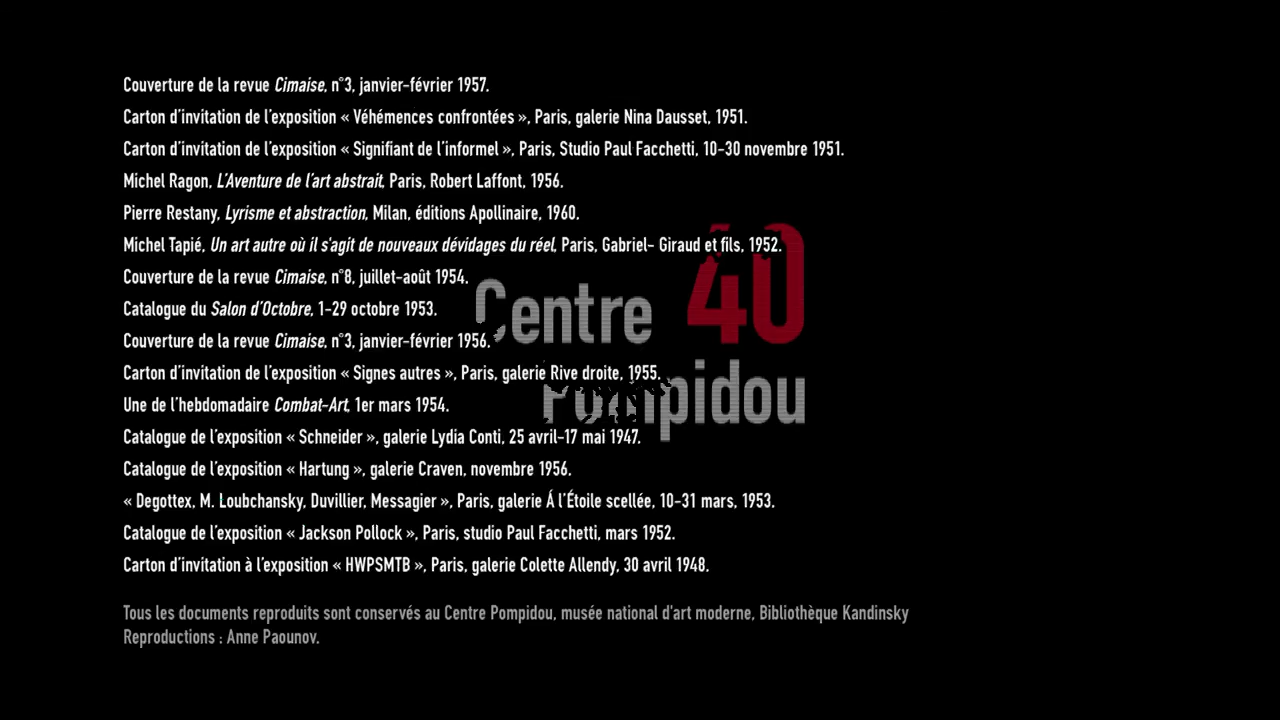 Couverture de la revue Cimaise, n°3, janvier-février 1957.
Carton d'invitation de l'exposition « Véhémences confrontées », Paris, galerie Nina Dausset, 1951.
Carton d'invitation de l'exposition « Signifiant de l'informel », Paris, Studio Paul Facchetti, 10-30 novembre 1951.
Michel Ragon, L'Aventure de l'art abstrait, Paris, Robert Laffont, 1956.
Pierre Restany, Lyrisme et abstraction, Milan, éditions Apollinaire, 1960.
Michel Tapié, Un art autre où il s'agit de nouveaux dévidages du réel, Paris, Gabriel- Giraud et fils, 1952.
Couverture de la revue Cimaise, n°8, juillet-août 1954.
Catalogue du Salon d'Octobre, 1-29 octobre 1953.
Couverture de la revue Cimaise, n°3, janvier-février 1956.
Carton d'invitation de l'exposition « Signes autres », Paris, galerie Rive droite, 1955.
Une de l'hebdomadaire Combat-Art, 1er mars 1954.
Catalogue de l'exposition « Schneider », galerie Lydia Conti, 25 avril-17 mai 1947.
Catalogue de l'exposition « Hartung », galerie Craven, novembre 1956.
« Degottex, M. Loubchansky, Duvillier, Messagier », Paris, galerie Á l'Étoile scellée, 10-31 mars, 1953.
Catalogue de l'exposition « Jackson Pollock », Paris, studio Paul Facchetti, mars 1952.
Carton d'invitation à l'exposition « HWPSMTB », Paris, galerie Colette Allendy, 30 avril 1948.
Tous les documents reproduits sont conservés au Centre Pompidou, musée national d'art moderne, Bibliothèque Kandinsky
Reproductions : Anne Paounov.
Centre 40
Pompidou